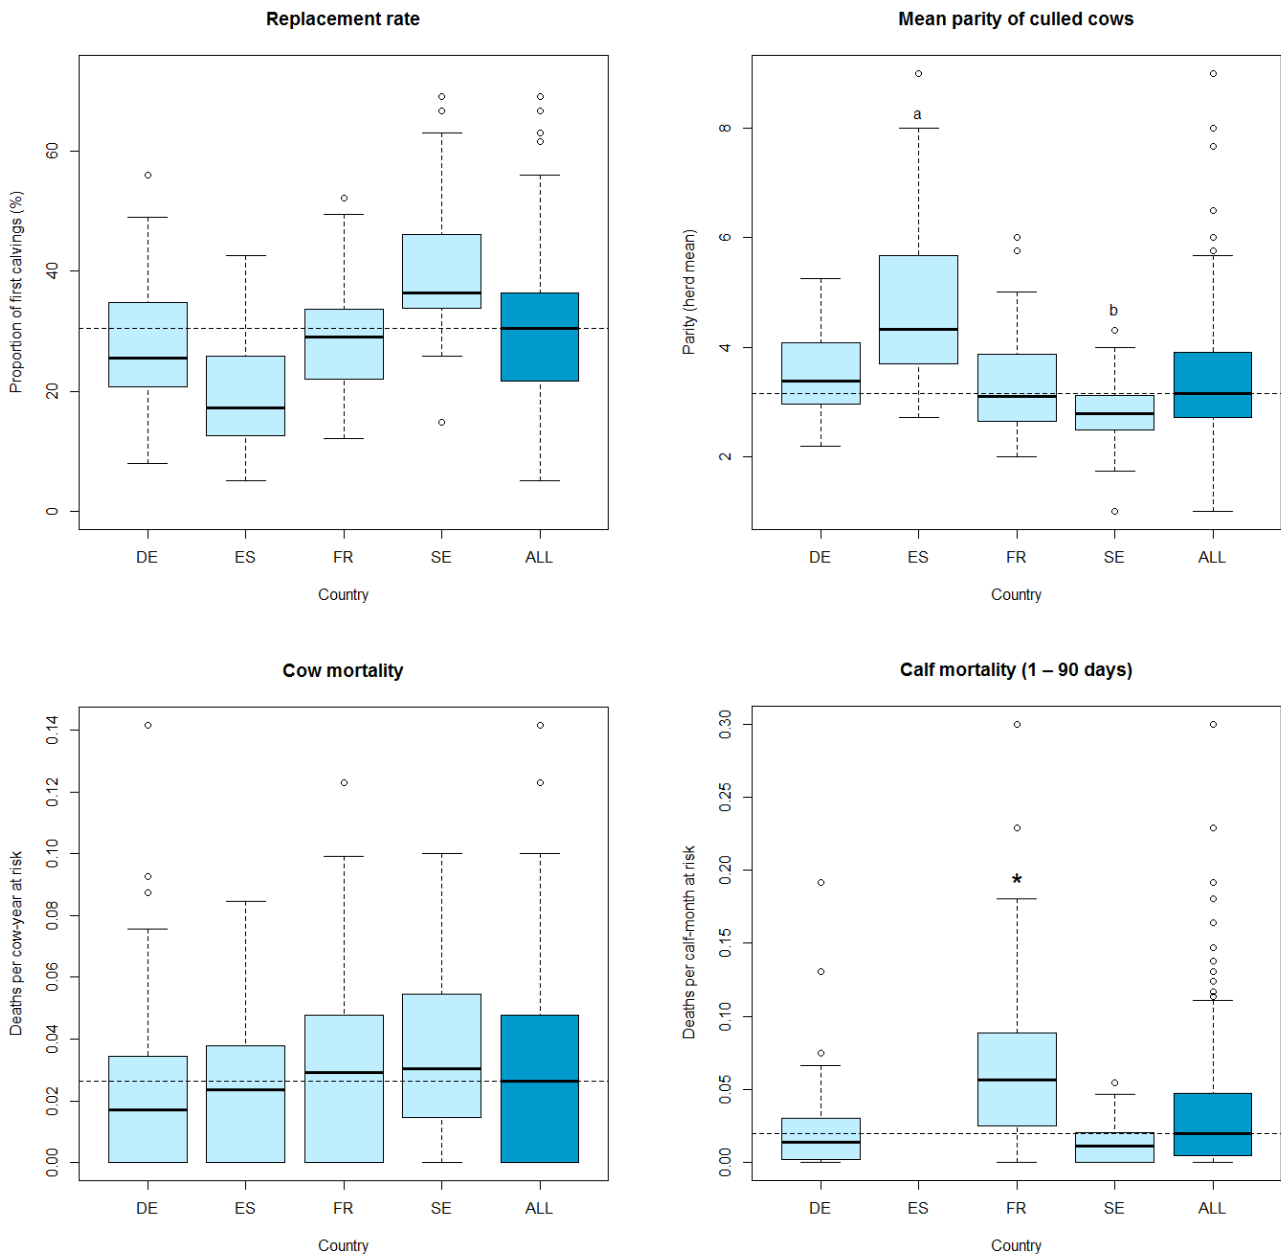 Replacement rate
Proportion of first calvings (%)
60
40
20
0
DE ES FR SE ALL
Country
Mean parity of culled cows
Parity (herd mean)
8
6
4
2
a
b
DE ES FR SE ALL
Country
Cow mortality
Deaths per cow-year at risk
0.14
0.12
0.10
0.08
0.06
0.04
0.02
0.00
DE ES FR SE ALL
Country
Calf mortality (1 – 90 days)
Deaths per calf-month at risk
0.30
0.25
0.20
0.15
0.10
0.05
0.00
*
DE ES FR SE ALL
Country